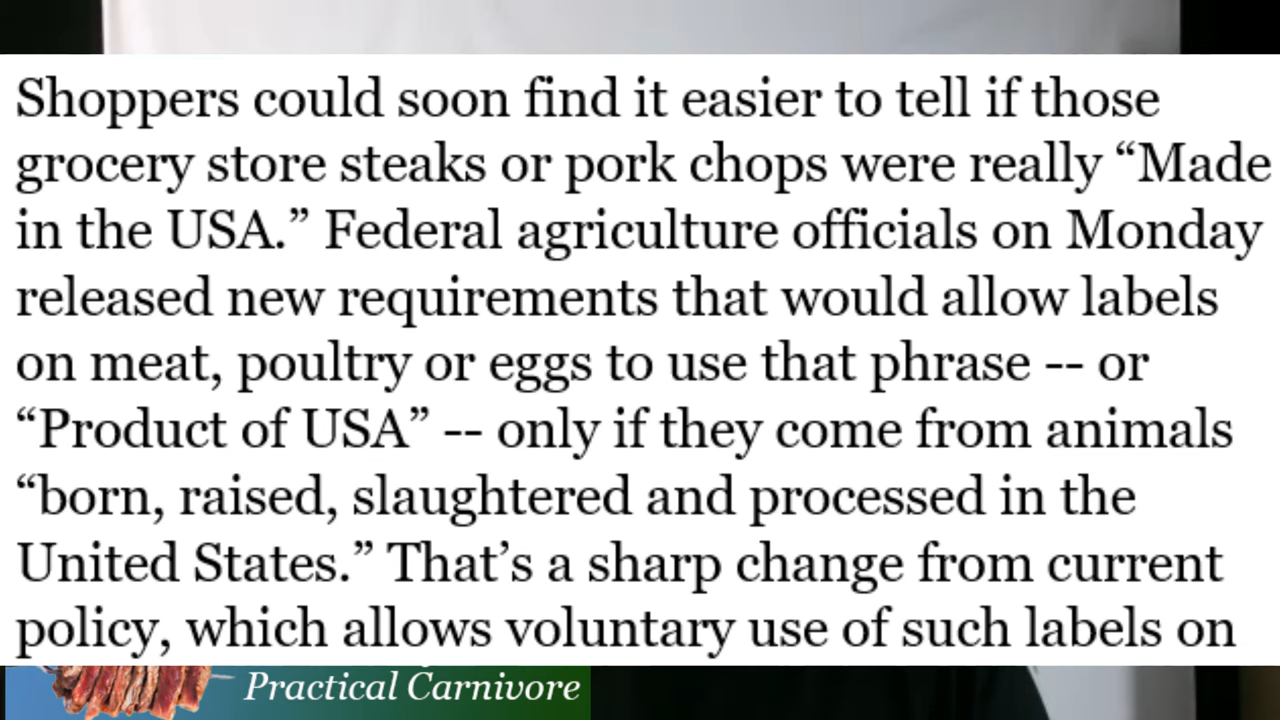 Shoppers could soon find it easier to tell if those
grocery store steaks or pork chops were really “Made
in the USA.” Federal agriculture officials on Monday
released new requirements that would allow labels
on meat, poultry or eggs to use that phrase -- or
“Product of USA” -- only if they come from animals
“born, raised, slaughtered and processed in the
United States.” That’s a sharp change from current
policy, which allows voluntary use of such labels on
Practical Carnivore